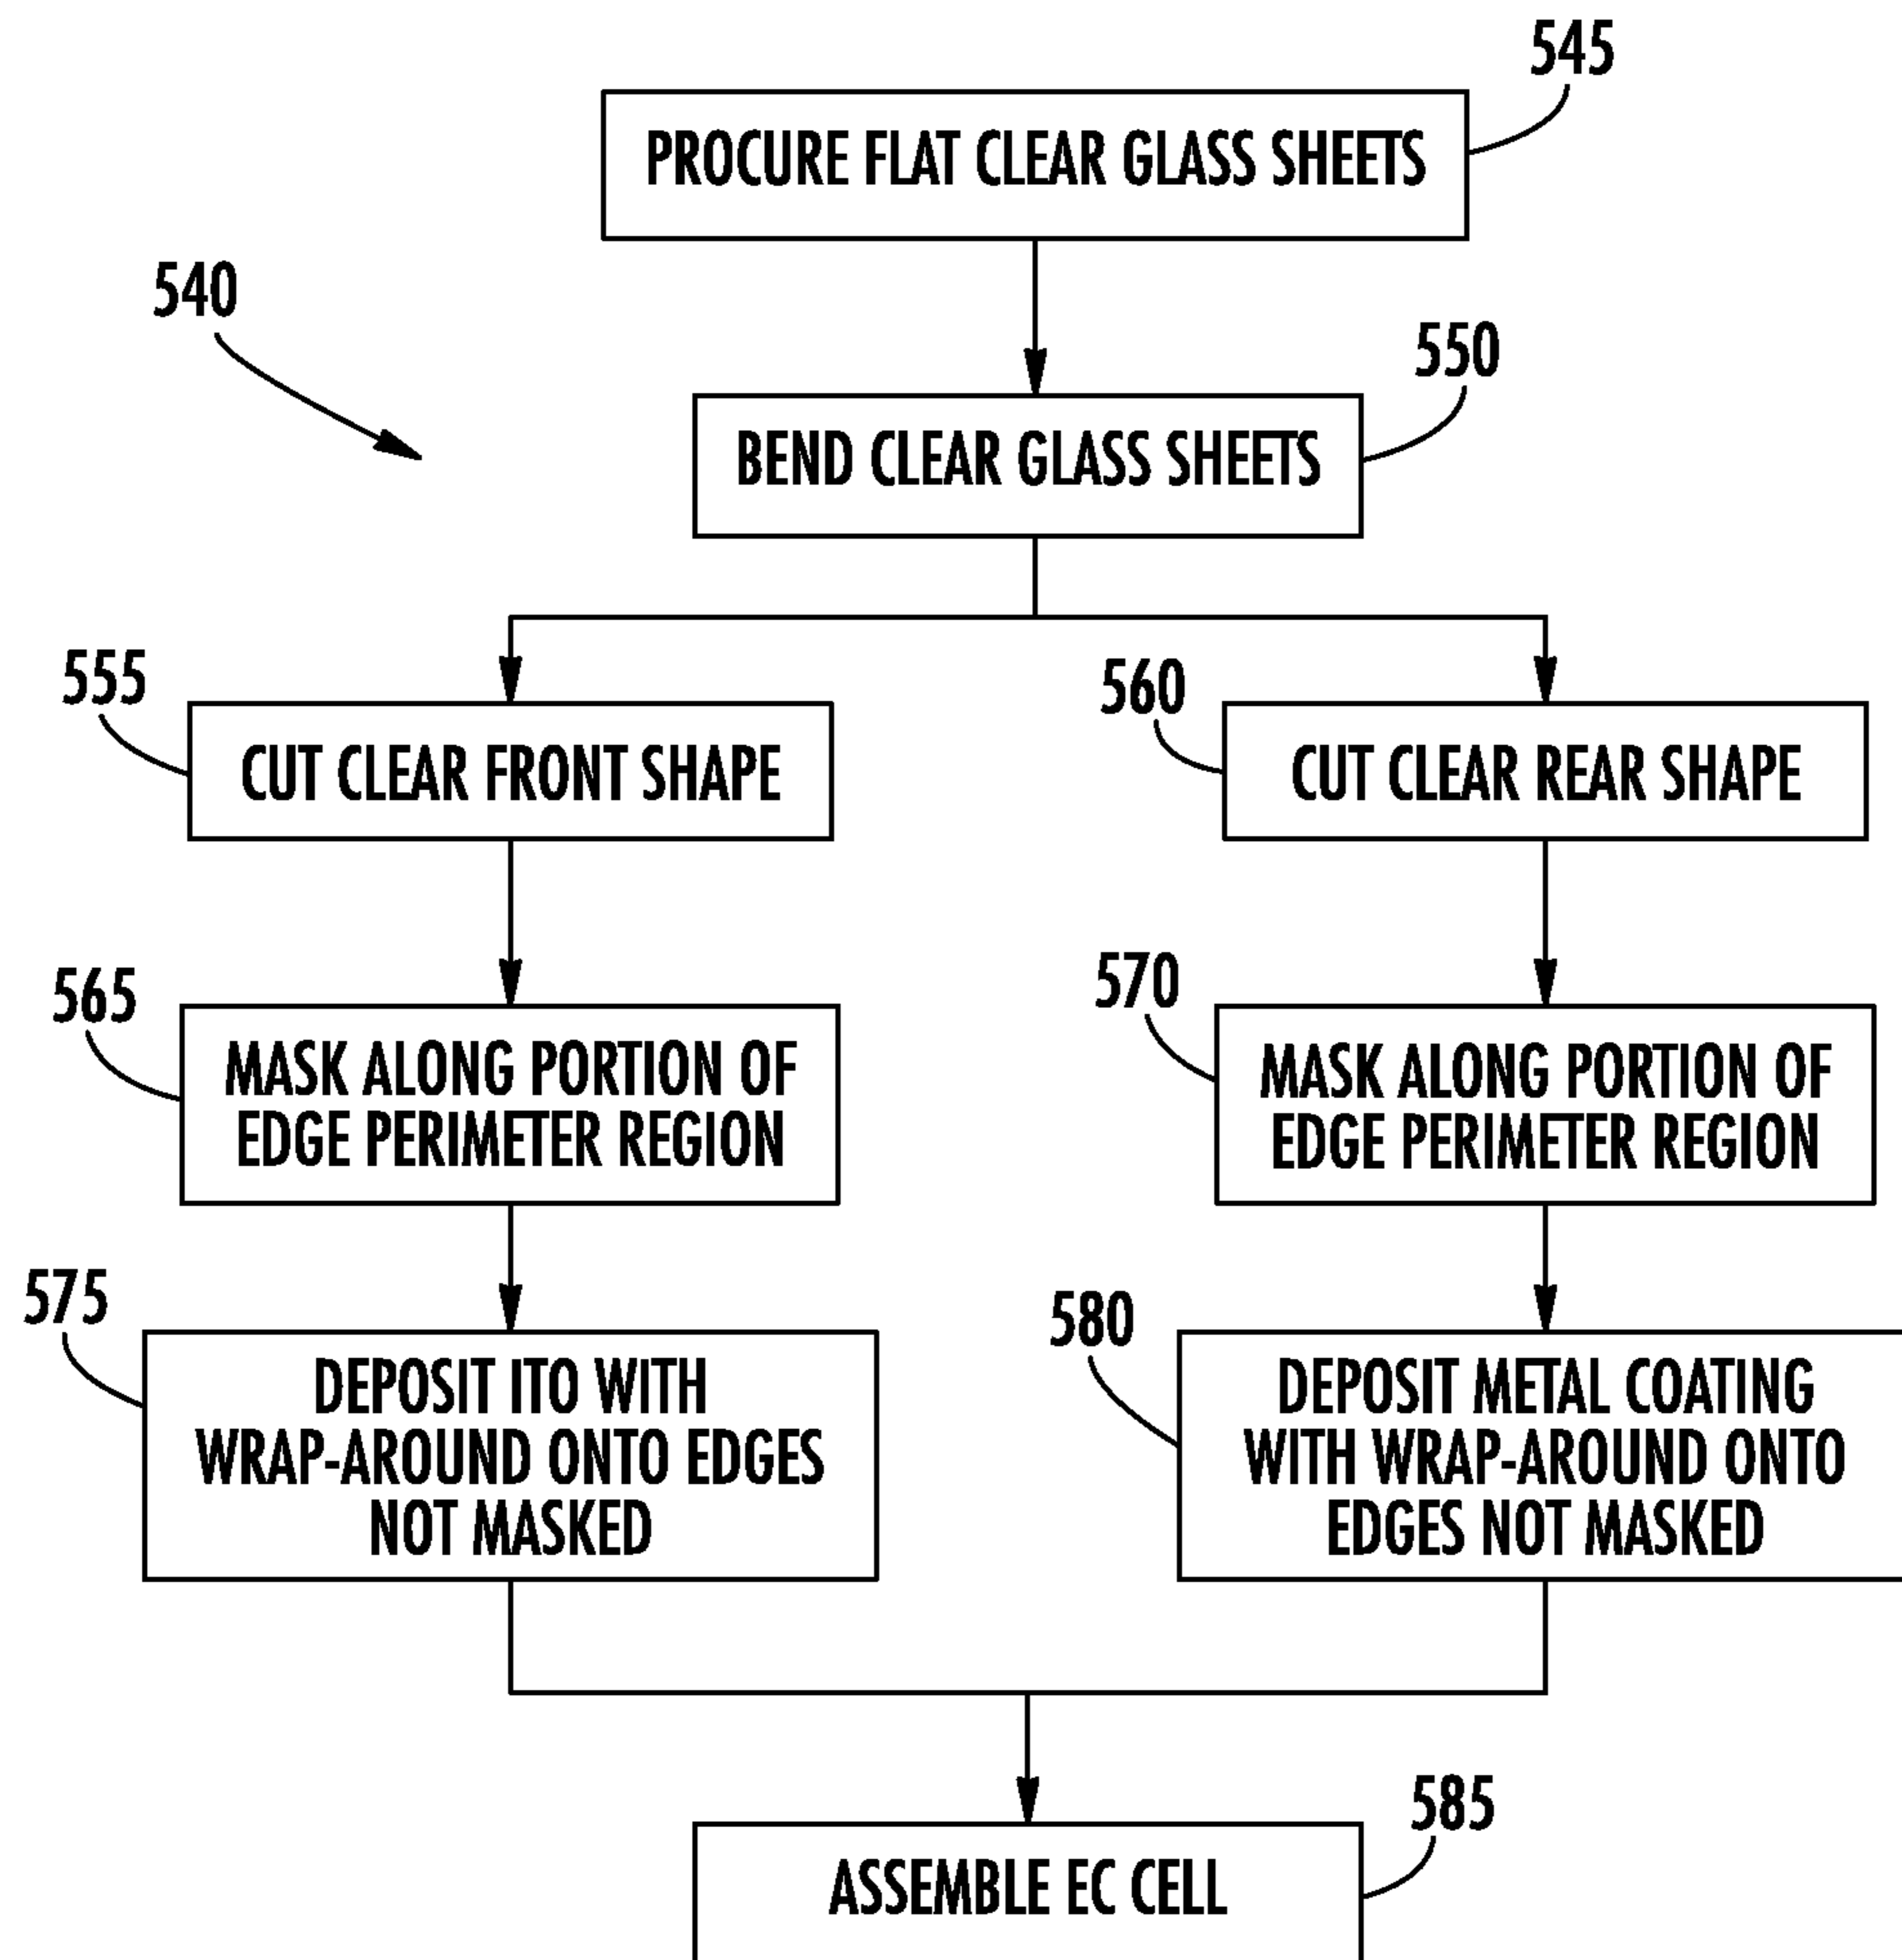 545
PROCURE FLAT CLEAR GLASS SHEETS
540
550
BEND CLEAR GLASS SHEETS
555
560
CUT CLEAR FRONT SHAPE
CUT CLEAR REAR SHAPE
565
570
MASK ALONG PORTION OF
EDGE PERIMETER REGION
MASK ALONG PORTION OF
EDGE PERIMETER REGION
575
580
DEPOSIT ITO WITH
WRAP-AROUND ONTO EDGES
NOT MASKED
DEPOSIT METAL COATING
WITH WRAP-AROUND ONTO
EDGES NOT MASKED
585
ASSEMBLE EC CELL